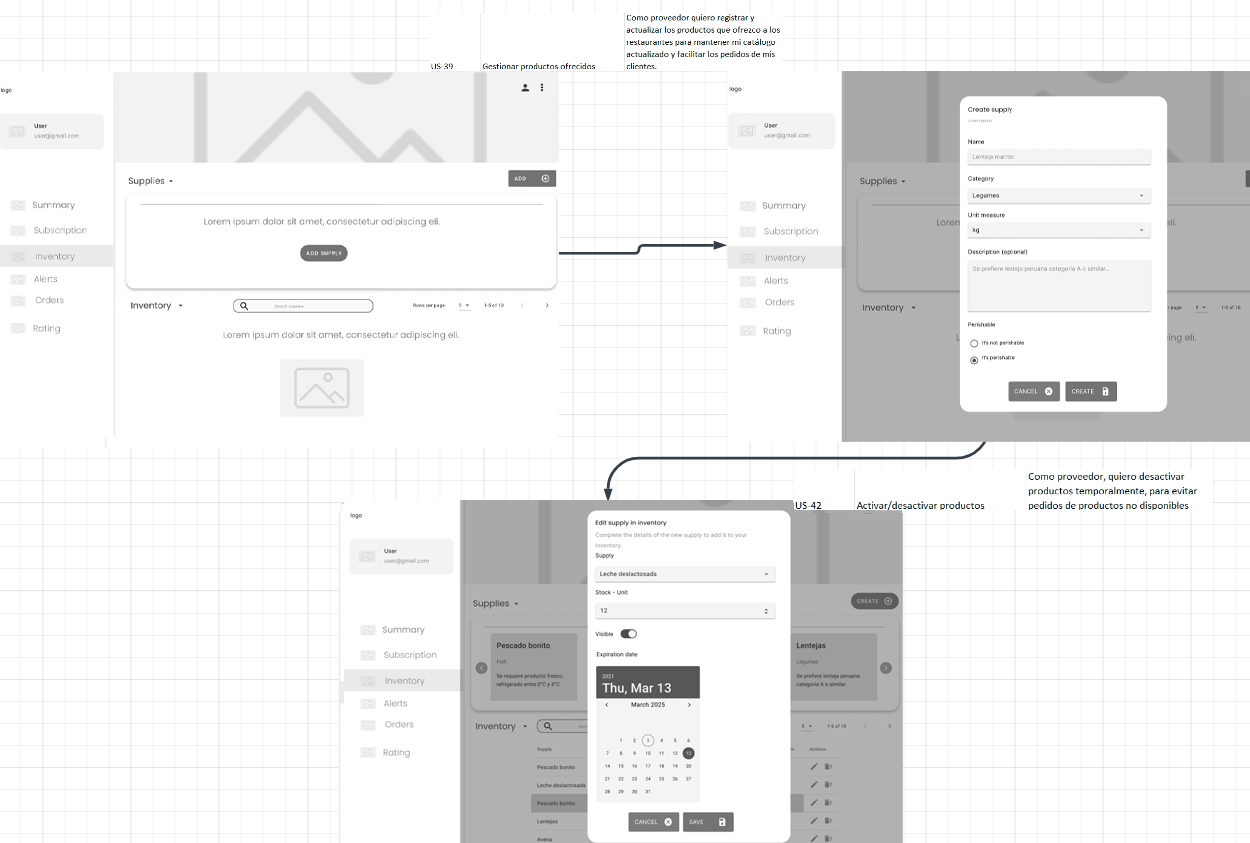 Como proveedor quiero registrar y
actualizar los productos que ofrezco a los
restaurantes para mantener mi catálogo
actualizado y facilitar los pedidos de mis
US-39 Gestionar productos ofrecidos clientes.
logo
User
user@gmail.com
Supplies
ADD
Lorem ipsum dolor sit amet, consectetur adipiscing eli.
ADD SUPPLY
Summary
Subscription
Inventory
Alerts
Orders
Rating
Inventory
Search supplies
Rows per page: 5 1-5 of 13
Lorem ipsum dolor sit amet, consectetur adipiscing eli.
logo
User
user@gmail.com
Supplies
Loren
Summary
Subscription
Inventory
Alerts
Orders
Rating
Inventory
page: 5 1-5 of 13
eli.
Create supply
Lorem ipsum
Name
Lenteja marron
Category
Legumes
Unit measure
kg
Description (optional)
Se prefiere lenteja peruana categoria A o similar...
Perishable
It's not perishable
It's perishable
CANCEL
CREATE
Como proveedor, quiero desactivar
productos temporalmente, para evitar
US-42 Activar/desactivar productos pedidos de productos no disponibles
logo
User
user@gmail.com
Summary
Subscription
Inventory
Alerts
Orders
Rating
Supplies
CREATE
Pescado bonito
Fish
Se requiere producto fresco,
refrigerado entre 0°C y 4°C
Lentejas
Legumes
Se prefiere lenteja peruana
categoria A o similar.
Inventory
5 1-5 of 13
Supply
Actions
Pescado bonito
Leche deslactosada
Pescado bonito
Lentejas
Avena
Edit supply in inventory
Complete the details of the new supply to add it to your
inventory.
Supply
Leche deslactosada
Stock - Unit
12
Visible
Expiration date
2021
Thu, Mar 13
March 2025
1 2 3 4 5 6
7 8 9 10 11 12 13
14 15 16 17 18 19 20
21 22 23 24 25 26 27
28 29 30 31
CANCEL
SAVE